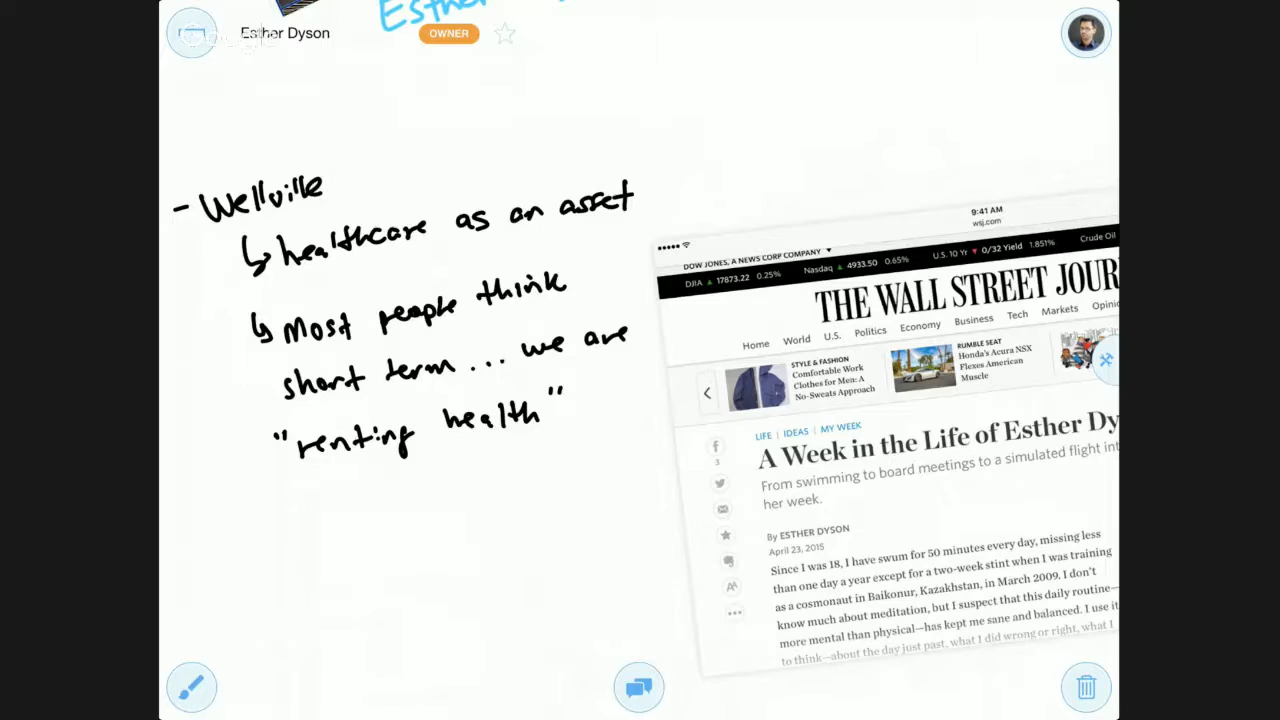 Esther
Google
Esther Dyson
OWNER
- Wellville
↳ healthcare as an asset
↳ Most people think
short term... we are
"renting health"
9:41 AM
wsj.com
DOW JONES, A NEWS CORP COMPANY ▼
DJIA ▲ 17873.22 0.25% Nasdaq ▲ 4933.50 0.65% U.S. 10 Yr ▼ 0/32 Yield 1.851% Crude Oil
THE WALL STREET JOUR
Home World U.S. Politics Economy Business Tech Markets Opinio
STYLE & FASHION
Comfortable Work
Clothes for Men: A
No-Sweats Approach
RUMBLE SEAT
Honda's Acura NSX
Flexes American
Muscle
LIFE | IDEAS | MY WEEK
A Week in the Life of Esther Dy
From swimming to board meetings to a simulated flight int
her week.
3
By ESTHER DYSON
April 23, 2015
Since I was 18, I have swum for 50 minutes every day, missing less
than one day a year except for a two-week stint when I was training
as a cosmonaut in Baikonur, Kazakhstan, in March 2009. I don't
know much about meditation, but I suspect that this daily routine—
more mental than physical—has kept me sane and balanced. I use it
to think—about the day just past, what I did wrong or right, what I